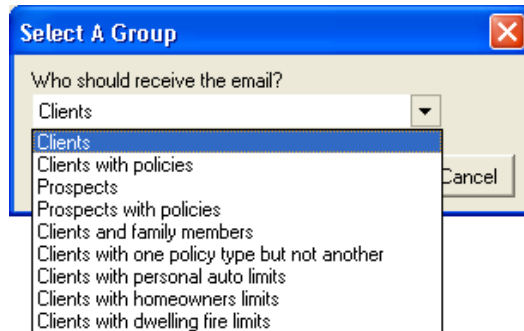 Select A Group
Who should receive the email?
Clients
Clients
Clients with policies
Prospects
Prospects with policies
Cancel
Clients and family members
Clients with one policy type but not another
Clients with personal auto limits
Clients with homeowners limits
Clients with dwelling fire limits